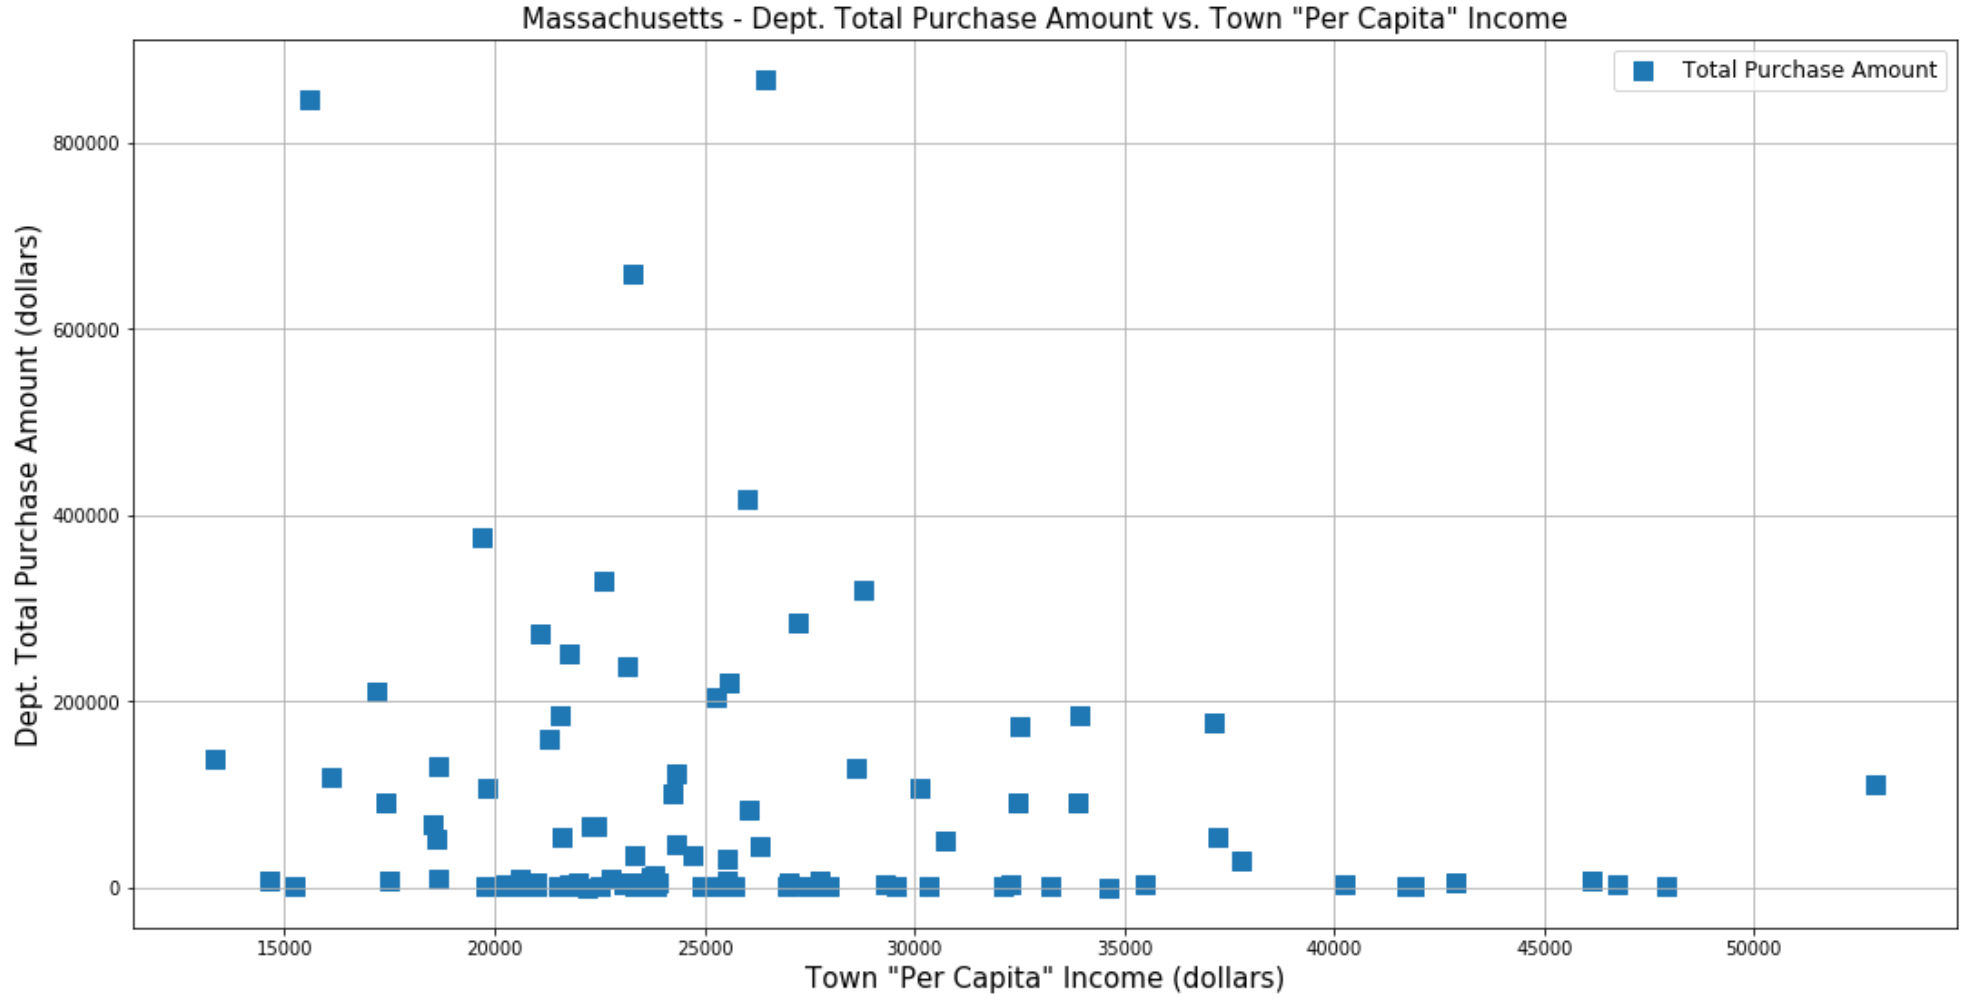 Massachusetts - Dept. Total Purchase Amount vs. Town "Per Capita" Income
Total Purchase Amount
Dept. Total Purchase Amount (dollars)
800000
600000
400000
200000
0
15000 20000 25000 30000 35000 40000 45000 50000
Town "Per Capita" Income (dollars)